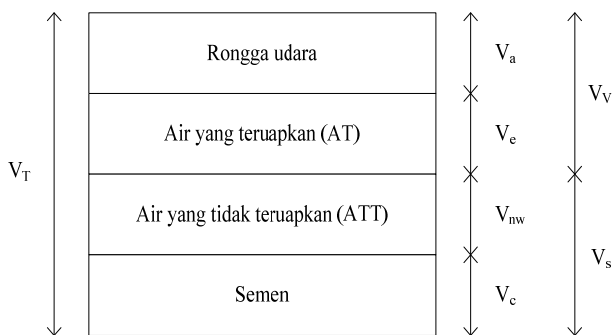 Rongga udara
V_a
V_V
Air yang teruapkan (AT)
V_e
V_T
Air yang tidak teruapkan (ATT)
V_nw
V_s
Semen
V_c